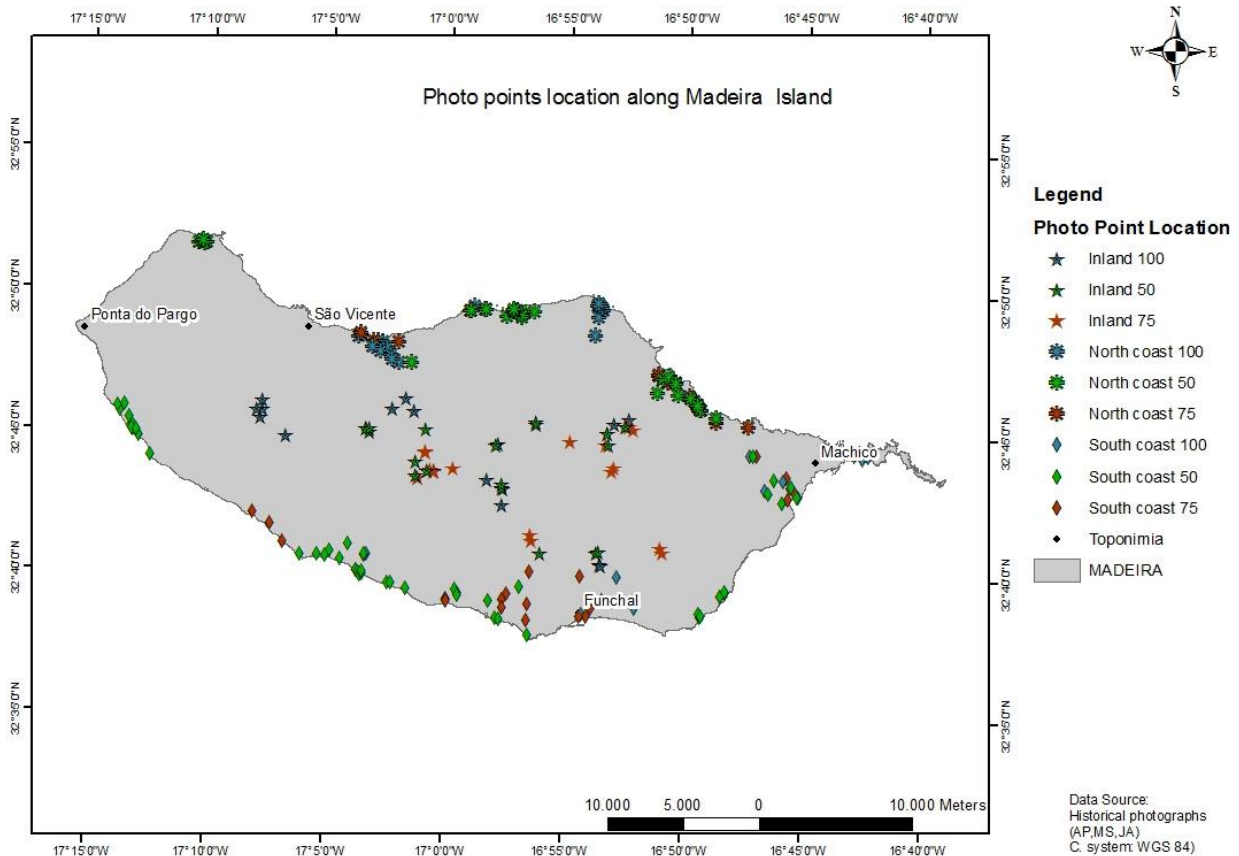 17°15'0"W 17°10'0"W 17°5'0"W 17°0'0"W 16°55'0"W 16°50'0"W 16°45'0"W 16°40'0"W
N
W E
S
Photo points location along Madeira Island
32°55'0"N
32°50'0"N
32°45'0"N
32°40'0"N
32°35'0"N
32°55'0"N
32°50'0"N
32°45'0"N
32°40'0"N
32°35'0"N
Ponta do Pargo
São Vicente
Machico
Funchal
Legend
Photo Point Location
Inland 100
Inland 50
Inland 75
North coast 100
North coast 50
North coast 75
South coast 100
South coast 50
South coast 75
Toponimia
MADEIRA
10.000 5.000 0 10.000 Meters
Data Source:
Historical photographs
(AP,MS,JA)
C. system: WGS 84)
17°15'0"W 17°10'0"W 17°5'0"W 17°0'0"W 16°55'0"W 16°50'0"W 16°45'0"W 16°40'0"W